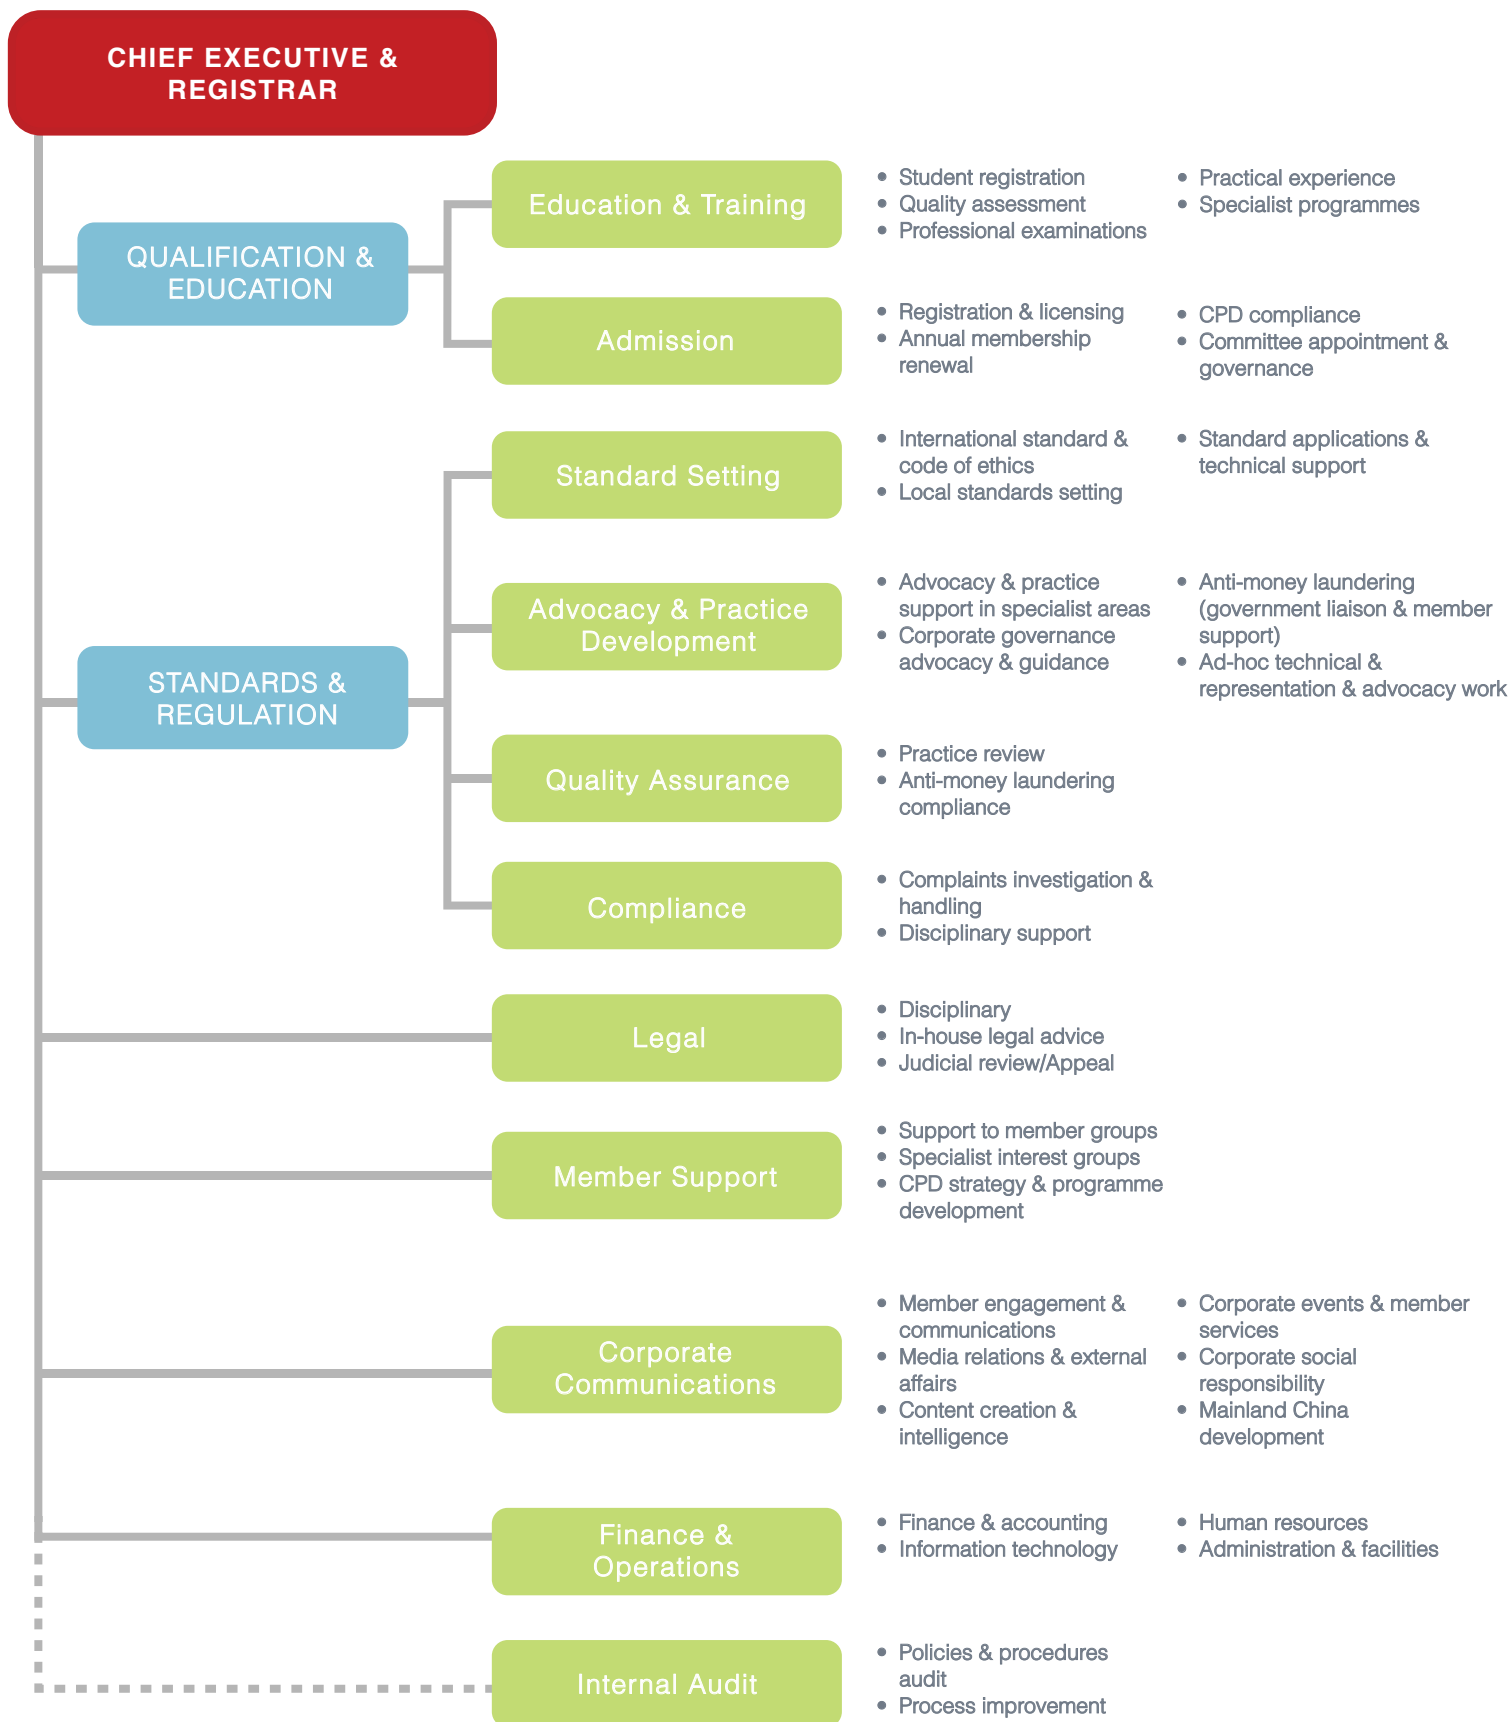 CHIEF EXECUTIVE &
REGISTRAR
QUALIFICATION &
EDUCATION
Education & Training
• Student registration
• Quality assessment
• Professional examinations
• Practical experience
• Specialist programmes
Admission
• Registration & licensing
• Annual membership
renewal
• CPD compliance
• Committee appointment &
governance
STANDARDS &
REGULATION
Standard Setting
• International standard &
code of ethics
• Local standards setting
• Standard applications &
technical support
Advocacy & Practice
Development
• Advocacy & practice
support in specialist areas
• Corporate governance
advocacy & guidance
• Anti-money laundering
(government liaison & member
support)
• Ad-hoc technical &
representation & advocacy work
Quality Assurance
• Practice review
• Anti-money laundering
compliance
Compliance
• Complaints investigation &
handling
• Disciplinary support
Legal
• Disciplinary
• In-house legal advice
• Judicial review/Appeal
Member Support
• Support to member groups
• Specialist interest groups
• CPD strategy & programme
development
Corporate
Communications
• Member engagement &
communications
• Media relations & external
affairs
• Content creation &
intelligence
• Corporate events & member
services
• Corporate social
responsibility
• Mainland China
development
Finance &
Operations
• Finance & accounting
• Information technology
• Human resources
• Administration & facilities
Internal Audit
• Policies & procedures
audit
• Process improvement